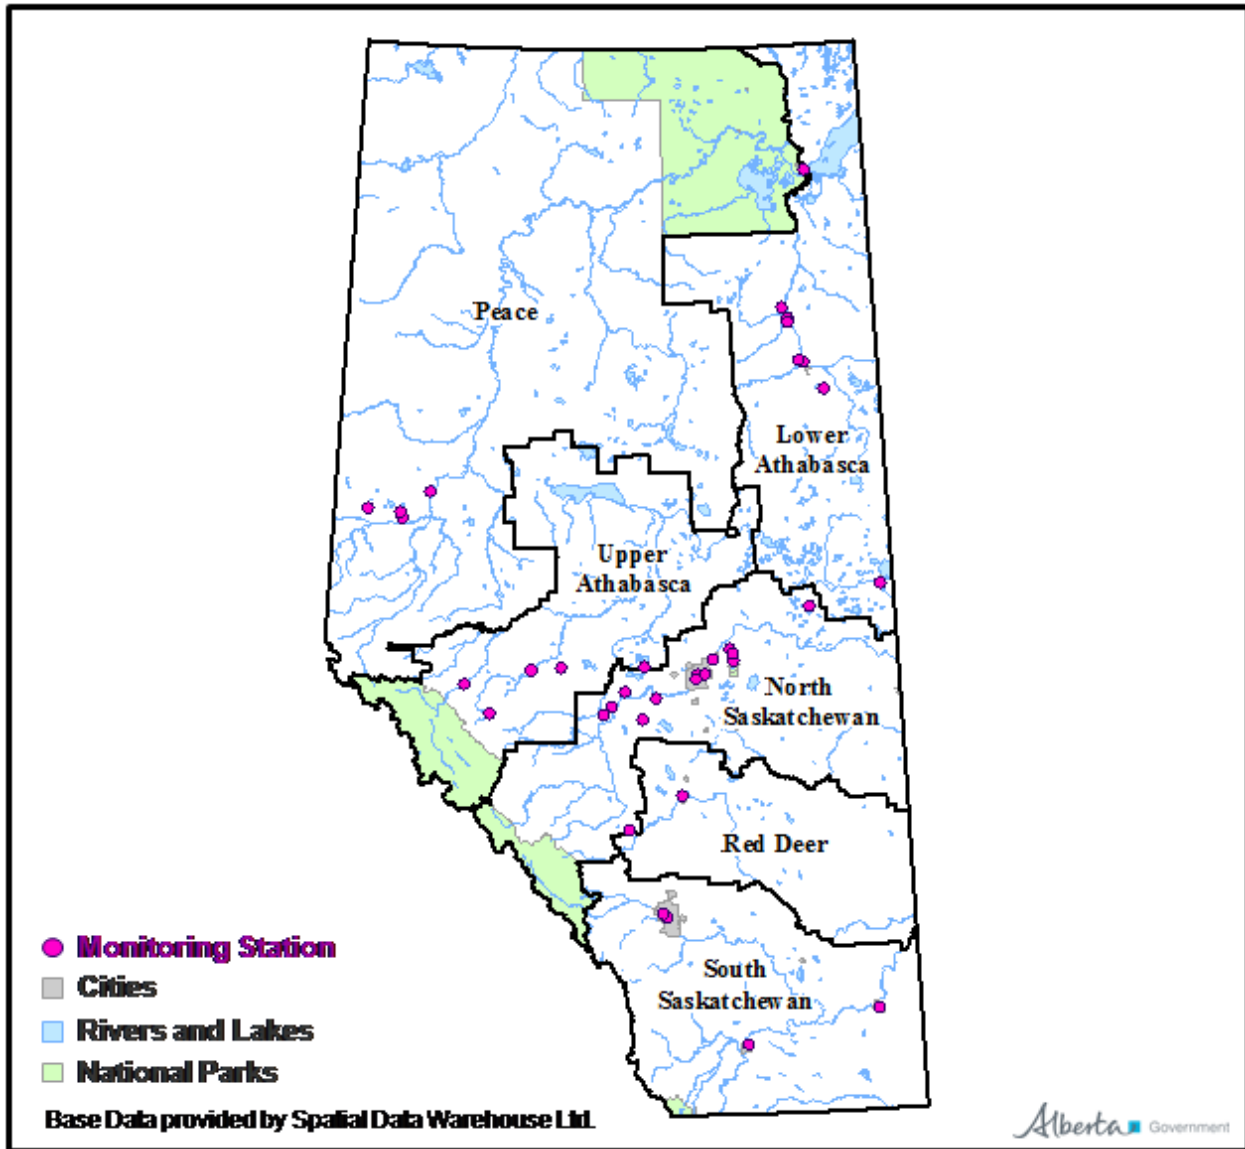 Peace
Lower
Athabasca
Upper
Athabasca
North
Saskatchewan
Red Deer
South
Saskatchewan
Monitoring Station
Cities
Rivers and Lakes
National Parks
Base Data provided by Spatial Data Warehouse Ltd.
Alberta Government